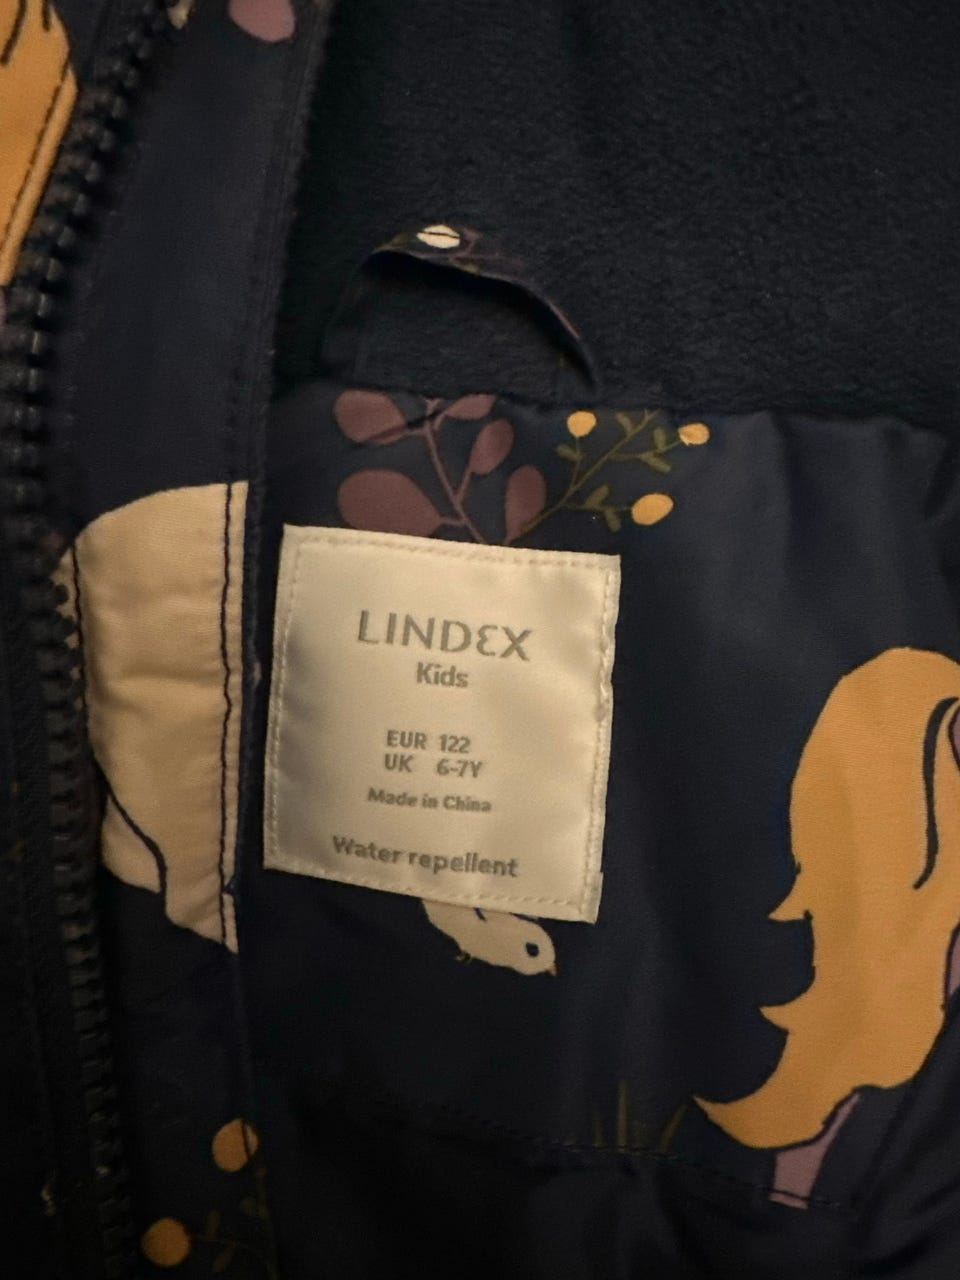 LINDEX
Kids
EUR 122
UK 6-7Y
Made in China
Water repellent